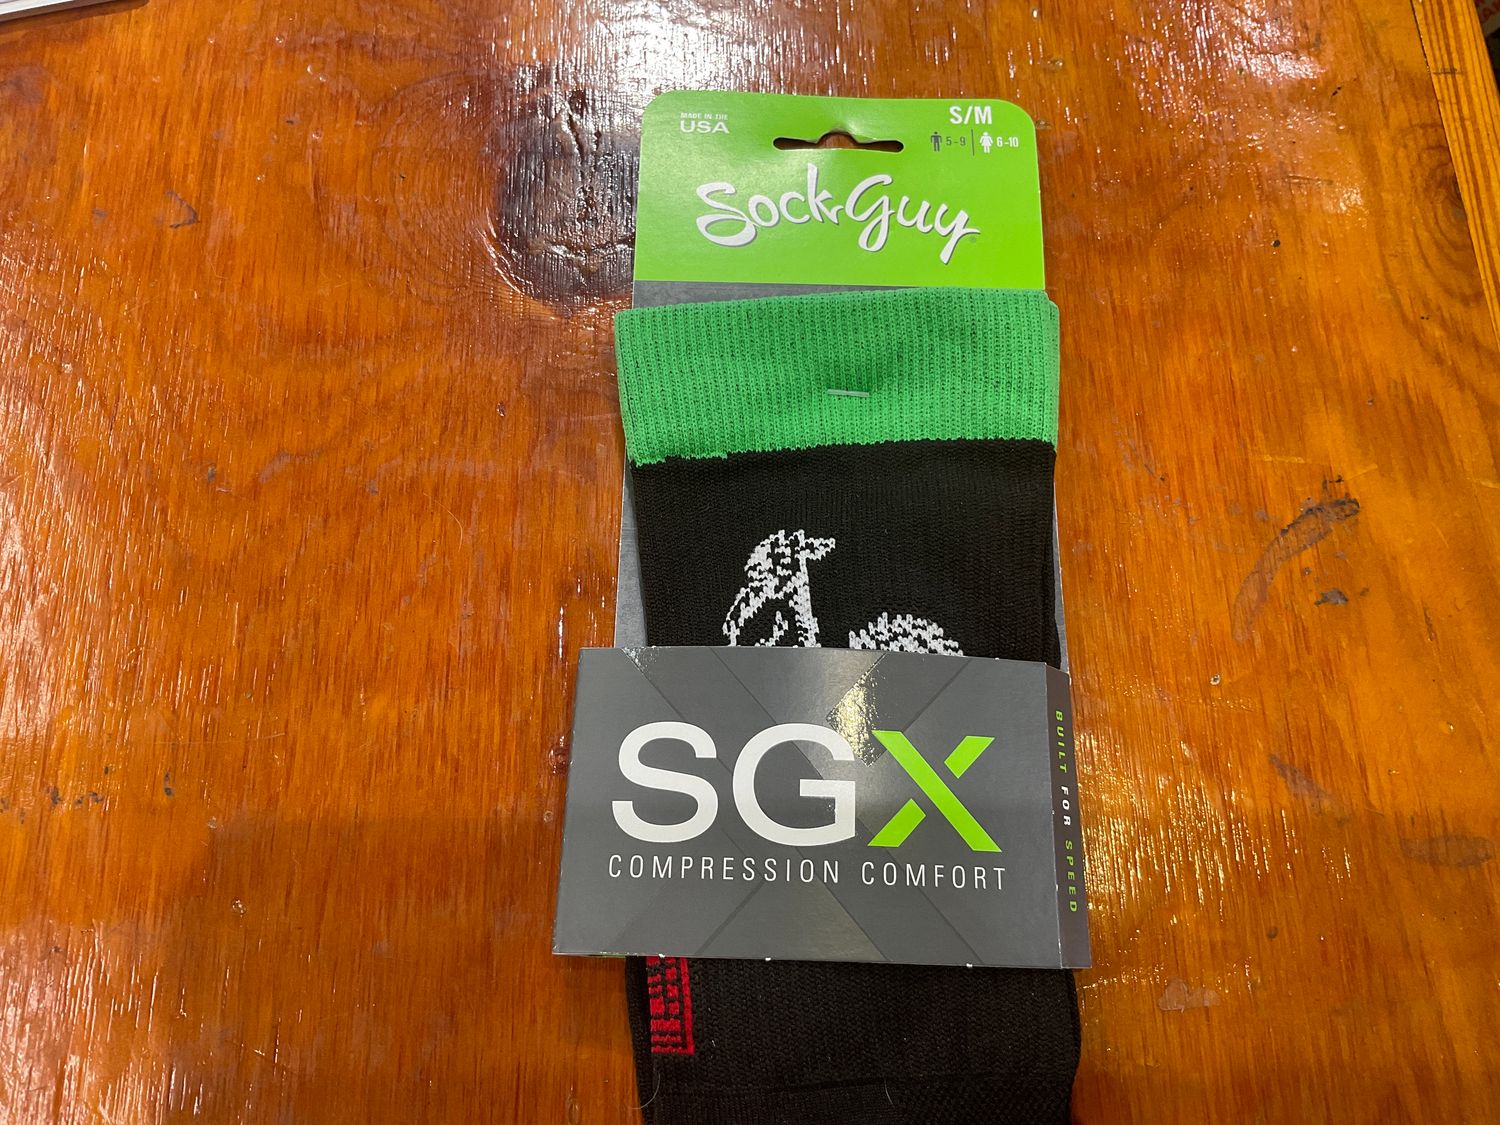 MADE IN THE
USA
S/M
5-9 | 6-10
SockGuy®
SGX
COMPRESSION COMFORT
BUILT FOR SPEED